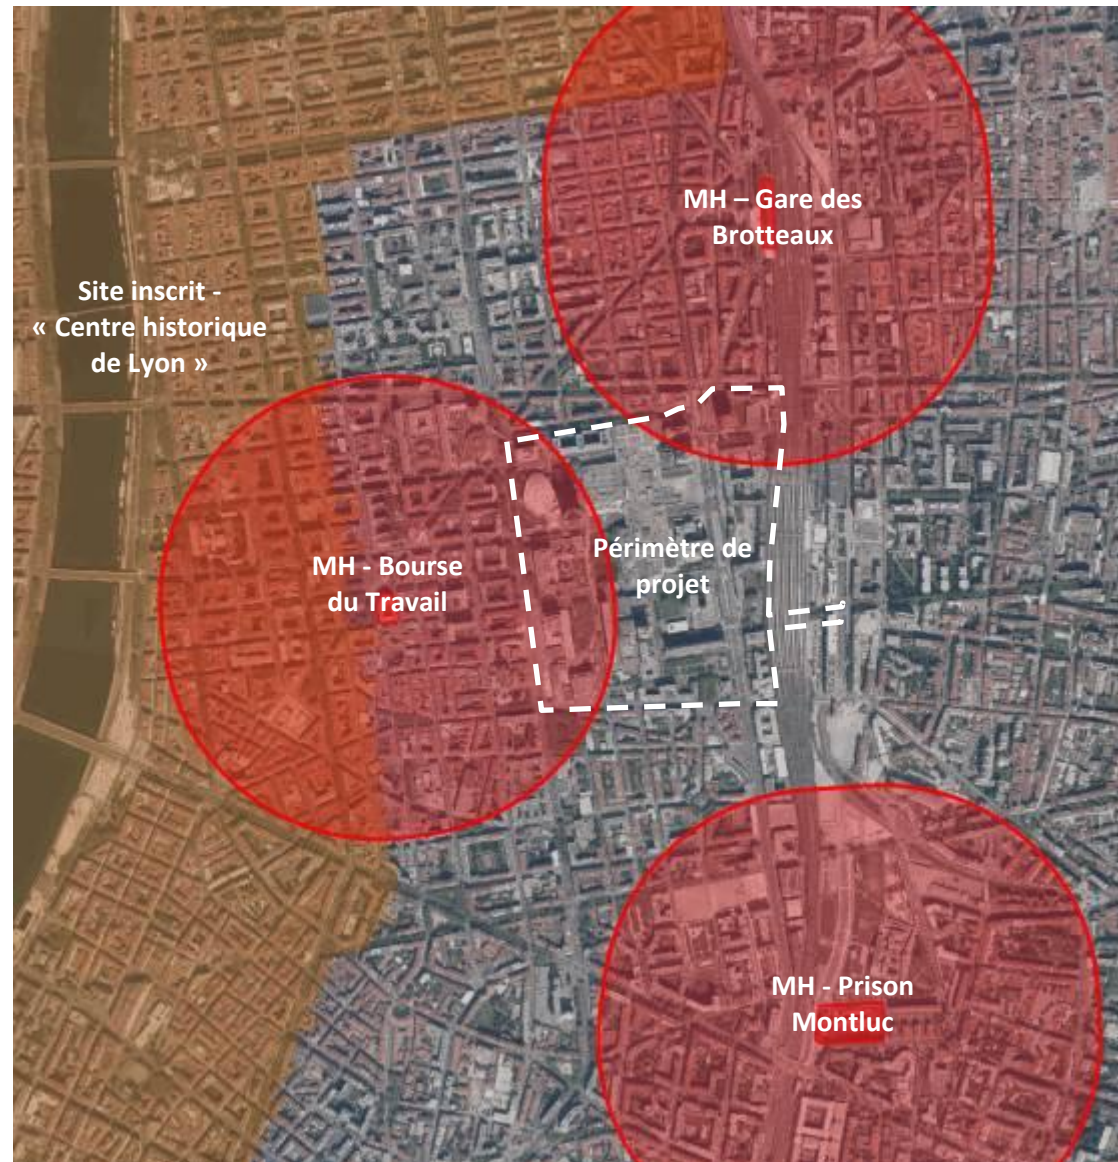 MH – Gare des
Brotteaux
Site inscrit -
« Centre historique
de Lyon »
MH - Bourse
du Travail
Périmètre de
projet
MH - Prison
Montluc